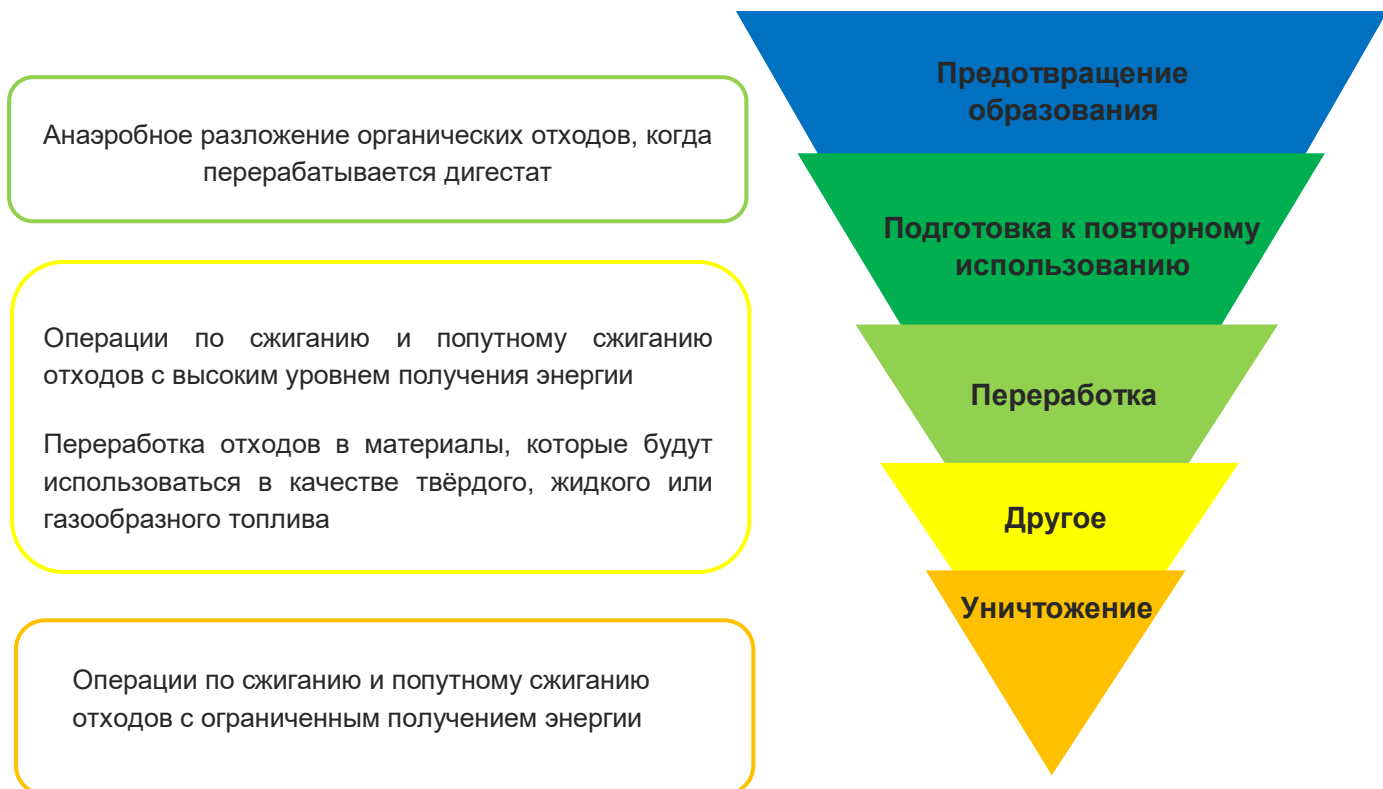 Анаэробное разложение органических отходов, когда
перерабатывается дигестат
Операции по сжиганию и попутному сжиганию
отходов с высоким уровнем получения энергии
Переработка отходов в материалы, которые будут
использоваться в качестве твёрдого, жидкого или
газообразного топлива
Операции по сжиганию и попутному сжиганию
отходов с ограниченным получением энергии
Предотвращение
образования
Подготовка к повторному
использованию
Переработка
Другое
Уничтожение